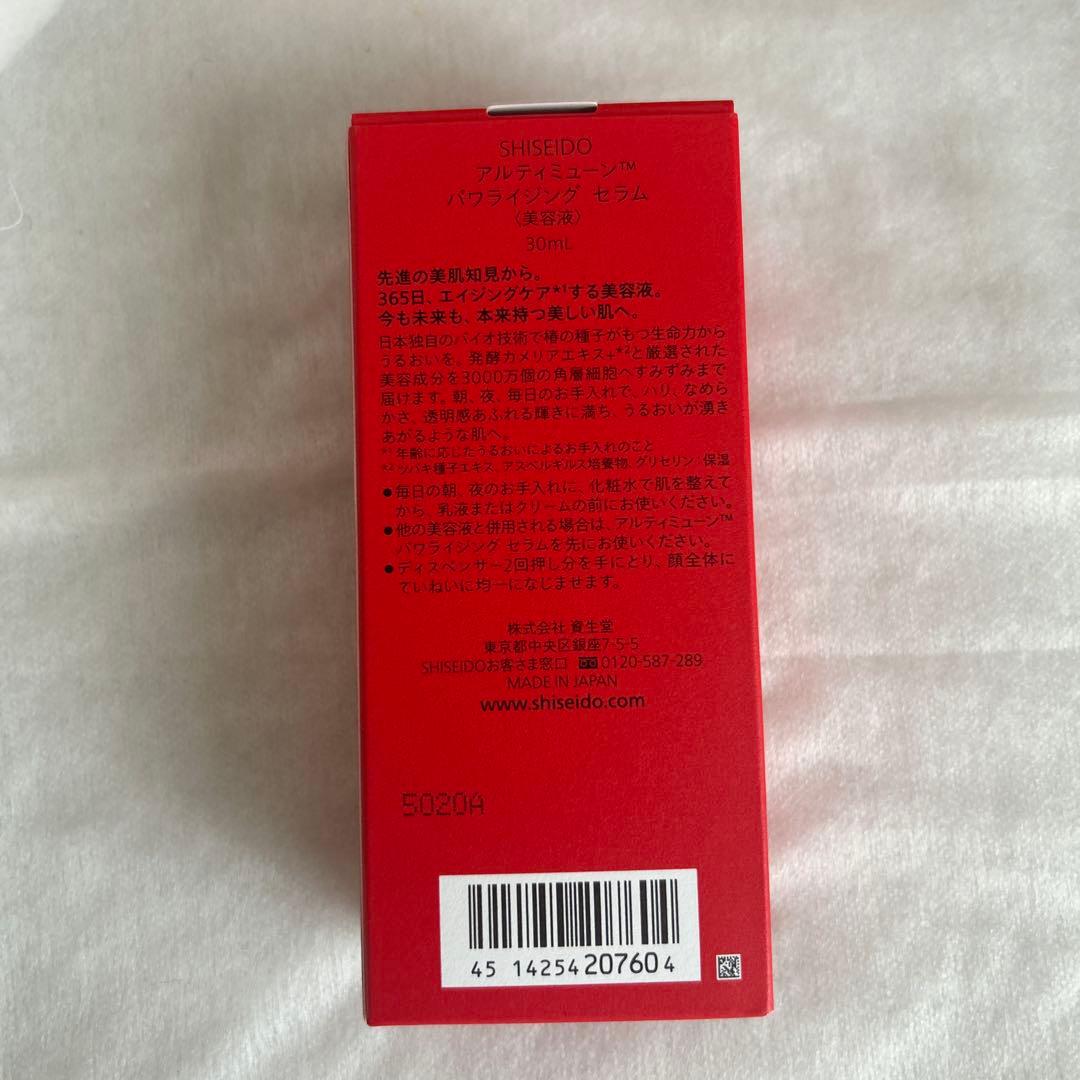 SHISEIDO
アルティミューン™
パワライジング セラム
〈美容液〉
30mL
先進の美肌知見から。
365日、エイジングケア*1する美容液。
今も未来も、本来持つ美しい肌へ。
日本独自のバイオ技術で椿の種子がもつ生命力から
うるおいを。発酵カメリアエキス+*2と厳選された
美容成分を3000万個の角層細胞へすみずみまで
届けます。朝、夜、毎日のお手入れで、ハリ、なめら
かさ、透明感あふれる輝きに満ち、うるおいが湧き
あがるような肌へ。
*1 年齢に応じたうるおいによるお手入れのこと
*2 ツバキ種子エキス、アスペルギルス培養物、グリセリン：保湿
●毎日の朝、夜のお手入れに、化粧水で肌を整えて
から、乳液またはクリームの前にお使いください。
●他の美容液と併用される場合は、アルティミューン™
パワライジング セラムを先にお使いください。
●ディスペンサー2回押し分を手にとり、顔全体に
ていねいに均一になじませます。
株式会社 資生堂
東京都中央区銀座7-5-5
SHISEIDOお客さま窓口 0120-587-289
MADE IN JAPAN
www.shiseido.com
5020A
45 14254 20760 4